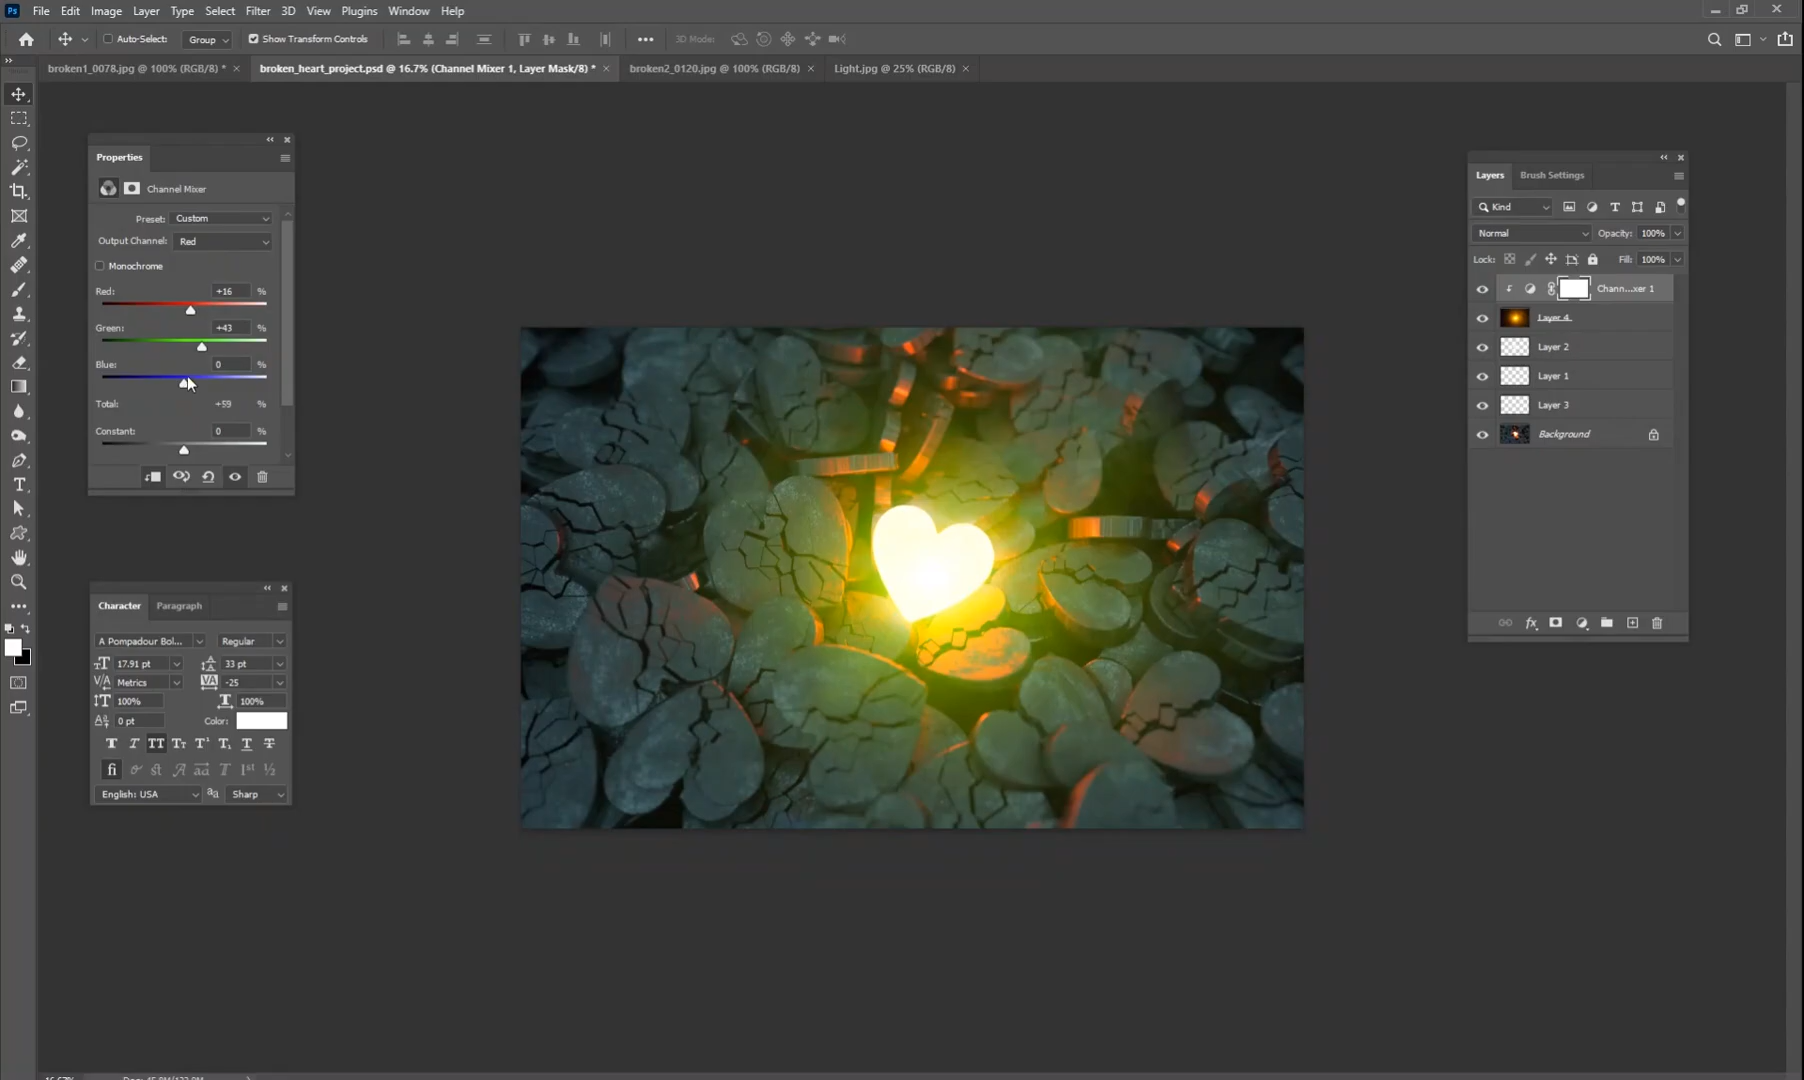 Ps File Edit Image Layer Type Select Filter 3D View Plugins Window Help
Auto-Select: Group Show Transform Controls 3D Mode:
broken1_0078.jpg @ 100% (RGB/8) * broken_heart_project.psd @ 16.7% (Channel Mixer 1, Layer Mask/8) * broken2_0120.jpg @ 100% (RGB/8) Light.jpg @ 25% (RGB/8)
Properties
Channel Mixer
Preset: Custom
Output Channel: Red
Monochrome
Red: +16 %
Green: +43 %
Blue: 0 %
Total: +59 %
Constant: 0 %
Character Paragraph
A Pompadour Bol... Regular
17.91 pt 33 pt
Metrics -25
100% 100%
0 pt Color:
English: USA aa Sharp
Layers Brush Settings
Kind
Normal Opacity: 100%
Lock: Fill: 100%
Chann...xer 1
Layer 4
Layer 2
Layer 1
Layer 3
Background